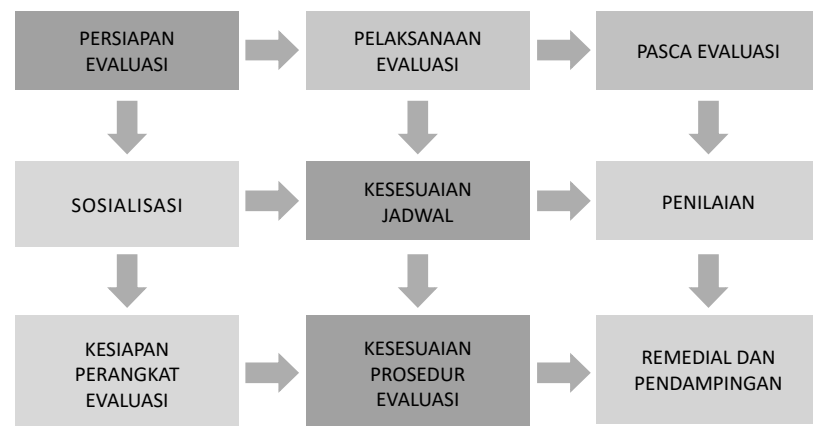 PERSIAPAN
EVALUASI
PELAKSANAAN
EVALUASI
PASCA EVALUASI
SOSIALISASI
KESESUAIAN
JADWAL
PENILAIAN
KESIAPAN
PERANGKAT
EVALUASI
KESESUAIAN
PROSEDUR
EVALUASI
REMEDIAL DAN
PENDAMPINGAN